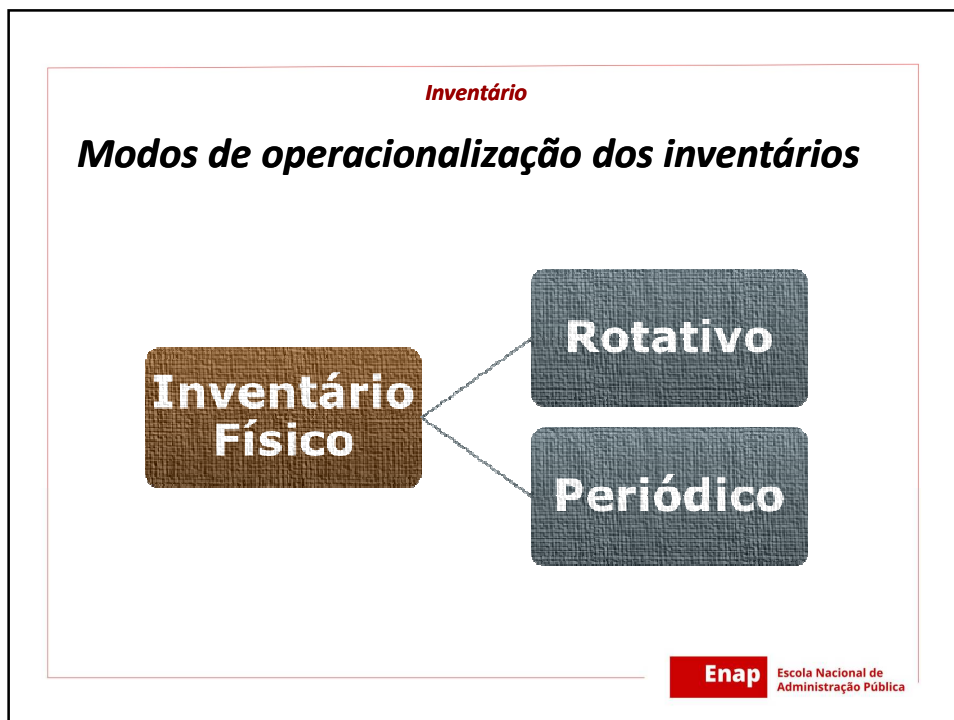 Inventário
Modos de operacionalização dos inventários
Inventário
Físico
Rotativo
Periódico
Enap
Escola Nacional de
Administração Pública